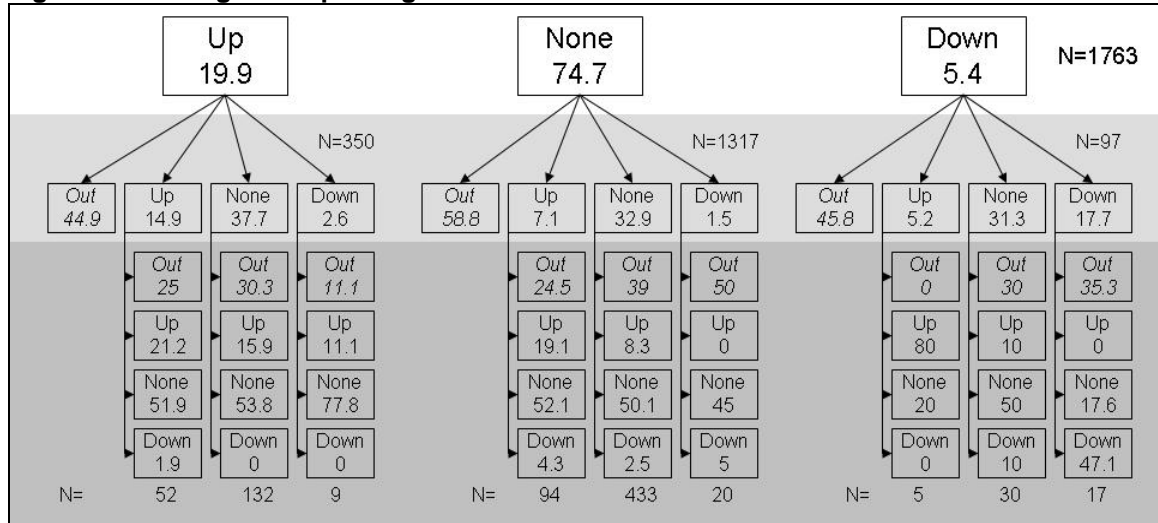 Up None Down
19.9 74.7 5.4 N=1763
N=350 N=1317 N=97
Out Up None Down Out Up None Down Out Up None Down
44.9 14.9 37.7 2.6 58.8 7.1 32.9 1.5 45.8 5.2 31.3 17.7
Out Out Out Out Out Out Out Out Out
25 30.3 11.1 24.5 39 50 0 30 35.3
Up Up Up Up Up Up Up Up Up
21.2 15.9 11.1 19.1 8.3 0 80 10 0
None None None None None None None None None
51.9 53.8 77.8 52.1 50.1 45 20 50 17.6
Down Down Down Down Down Down Down Down Down
1.9 0 0 4.3 2.5 5 0 10 47.1
N= 52 132 9 N= 94 433 20 N= 5 30 17